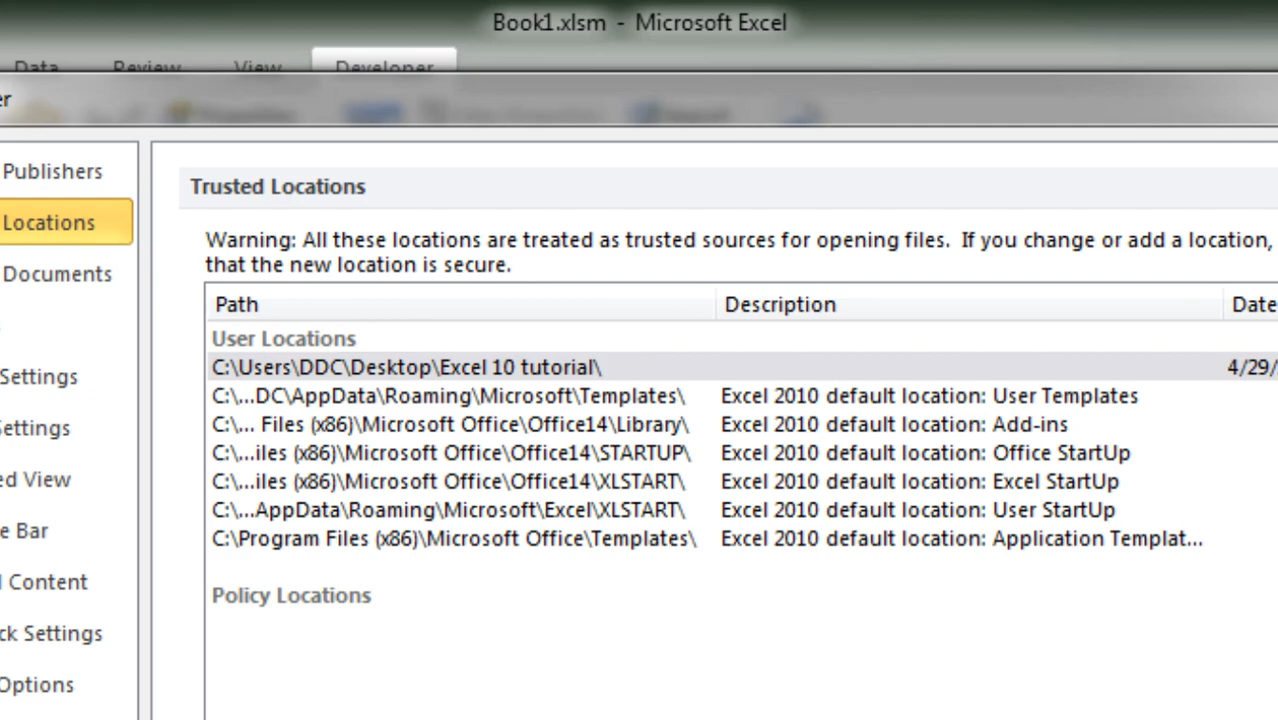 Book1.xlsm - Microsoft Excel
Data Review View Developer
er
Publishers
Locations
Documents
Settings
Settings
ed View
e Bar
l Content
ck Settings
Options
Trusted Locations
Warning: All these locations are treated as trusted sources for opening files. If you change or add a location,
that the new location is secure.
Path Description Date
User Locations
C:\Users\DDC\Desktop\Excel 10 tutorial\ 4/29/
C:\...DC\AppData\Roaming\Microsoft\Templates\ Excel 2010 default location: User Templates
C:\... Files (x86)\Microsoft Office\Office14\Library\ Excel 2010 default location: Add-ins
C:\...iles (x86)\Microsoft Office\Office14\STARTUP\ Excel 2010 default location: Office StartUp
C:\...iles (x86)\Microsoft Office\Office14\XLSTART\ Excel 2010 default location: Excel StartUp
C:\...AppData\Roaming\Microsoft\Excel\XLSTART\ Excel 2010 default location: User StartUp
C:\Program Files (x86)\Microsoft Office\Templates\ Excel 2010 default location: Application Templat...
Policy Locations